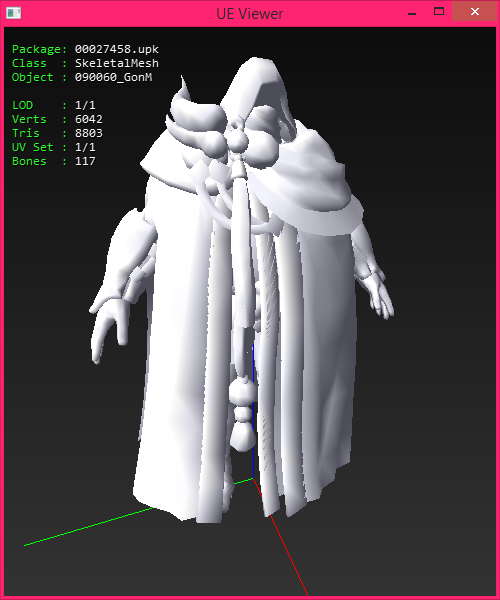 UE Viewer
Package: 00027458.upk
Class  : SkeletalMesh
Object : 090060_GonM
LOD    : 1/1
Verts  : 6042
Tris   : 8803
UV Set : 1/1
Bones  : 117